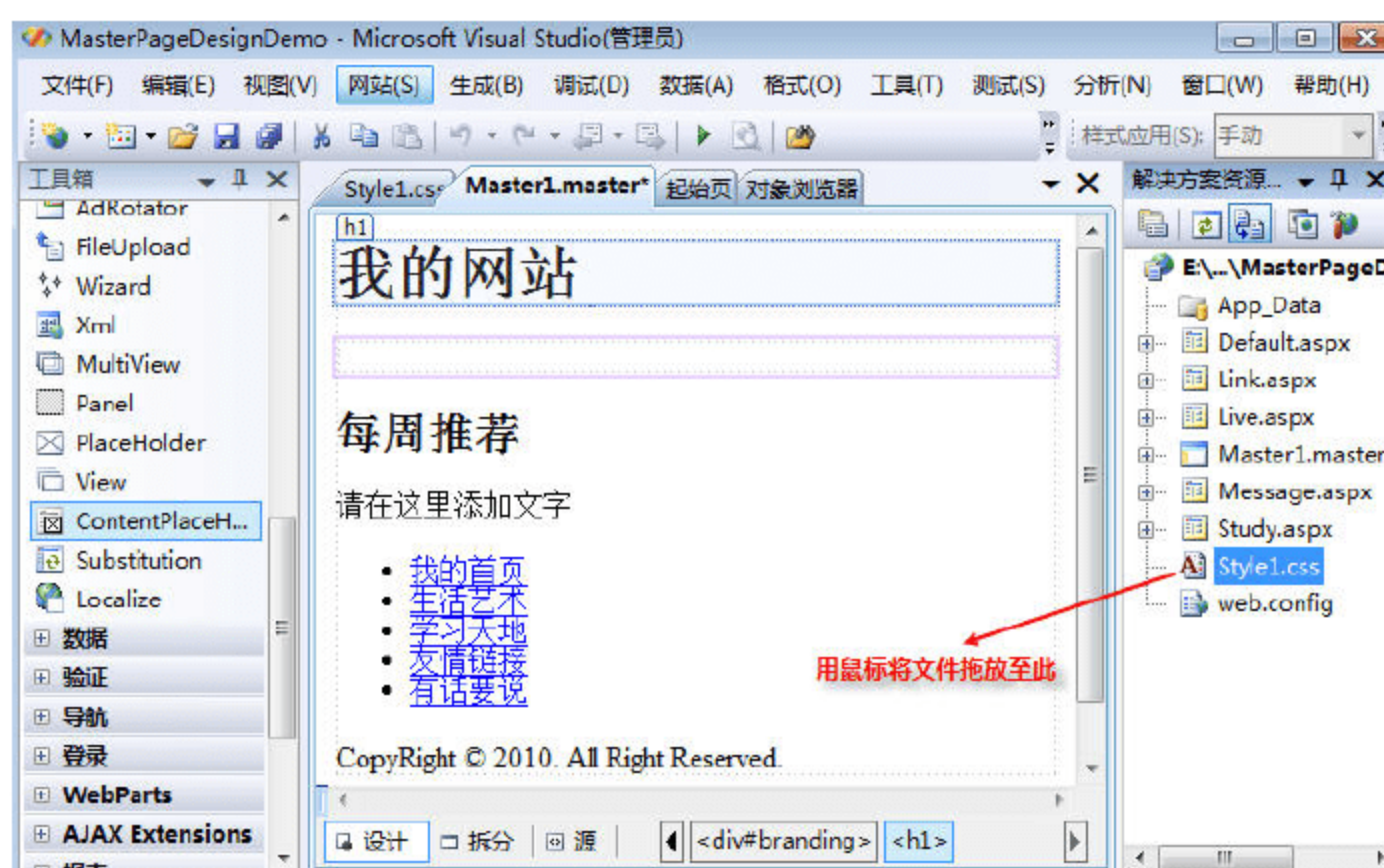 MasterPageDesignDemo - Microsoft Visual Studio(管理员)
文件(F) 编辑(E) 视图(V) 网站(S) 生成(B) 调试(D) 数据(A) 格式(O) 工具(T) 测试(S) 分析(N) 窗口(W) 帮助(H)
样式应用(S): 手动
工具箱
AdRotator
FileUpload
Wizard
Xml
MultiView
Panel
PlaceHolder
View
ContentPlaceH...
Substitution
Localize
数据
验证
导航
登录
WebParts
AJAX Extensions
Style1.css Master1.master* 起始页 对象浏览器
h1
我的网站
每周推荐
请在这里添加文字
我的首页
生活艺术
学习天地
友情链接
有话要说
CopyRight © 2010. All Right Reserved.
用鼠标将文件拖放至此
设计 拆分 源 <div#branding> <h1>
解决方案资源...
E:\...\MasterPageD
App_Data
Default.aspx
Link.aspx
Live.aspx
Master1.master
Message.aspx
Study.aspx
Style1.css
web.config